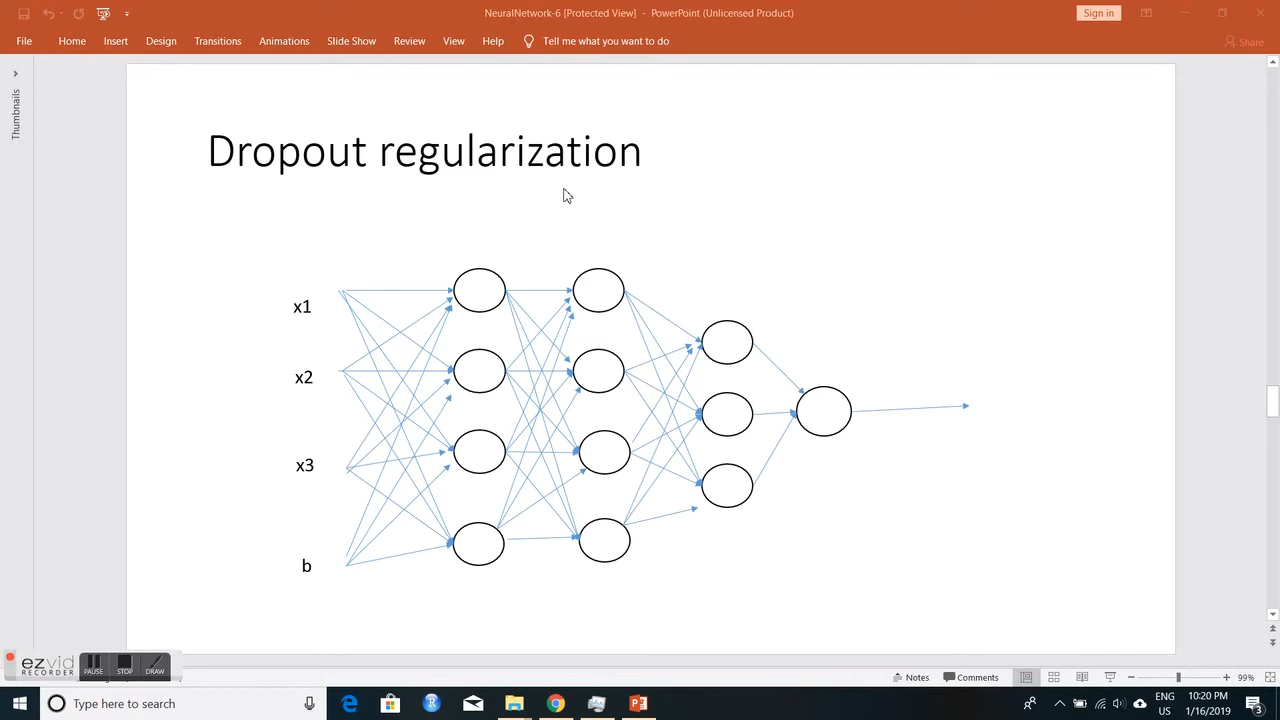 NeuralNetwork-6 [Protected View] - PowerPoint (Unlicensed Product)
Sign in
File Home Insert Design Transitions Animations Slide Show Review View Help Tell me what you want to do
Share
Thumbnails
Dropout regularization
x1
x2
x3
b
ezvid
RECORDER
PAUSE STOP DRAW
Notes Comments 99%
Type here to search
ENG
US
10:20 PM
1/16/2019
3